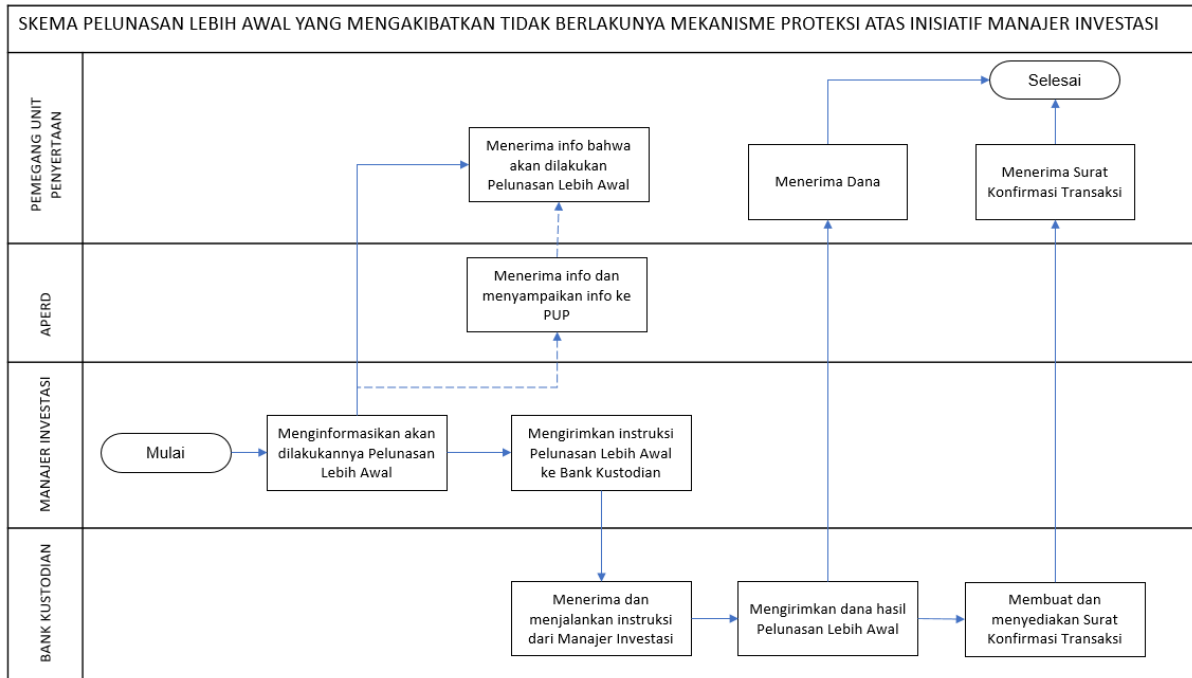 SKEMA PELUNASAN LEBIH AWAL YANG MENGAKIBATKAN TIDAK BERLAKUNYA MEKANISME PROTEKSI ATAS INISIATIF MANAJER INVESTASI
PEMEGANG UNIT
PENYERTAAN
Selesai
Menerima info bahwa
akan dilakukan
Pelunasan Lebih Awal
Menerima Dana
Menerima Surat
Konfirmasi Transaksi
APERD
Menerima info dan
menyampaikan info ke
PUP
MANAJER INVESTASI
Mulai
Menginformasikan akan
dilakukannya Pelunasan
Lebih Awal
Mengirimkan instruksi
Pelunasan Lebih Awal
ke Bank Kustodian
BANK KUSTODIAN
Menerima dan
menjalankan instruksi
dari Manajer Investasi
Mengirimkan dana hasil
Pelunasan Lebih Awal
Membuat dan
menyediakan Surat
Konfirmasi Transaksi